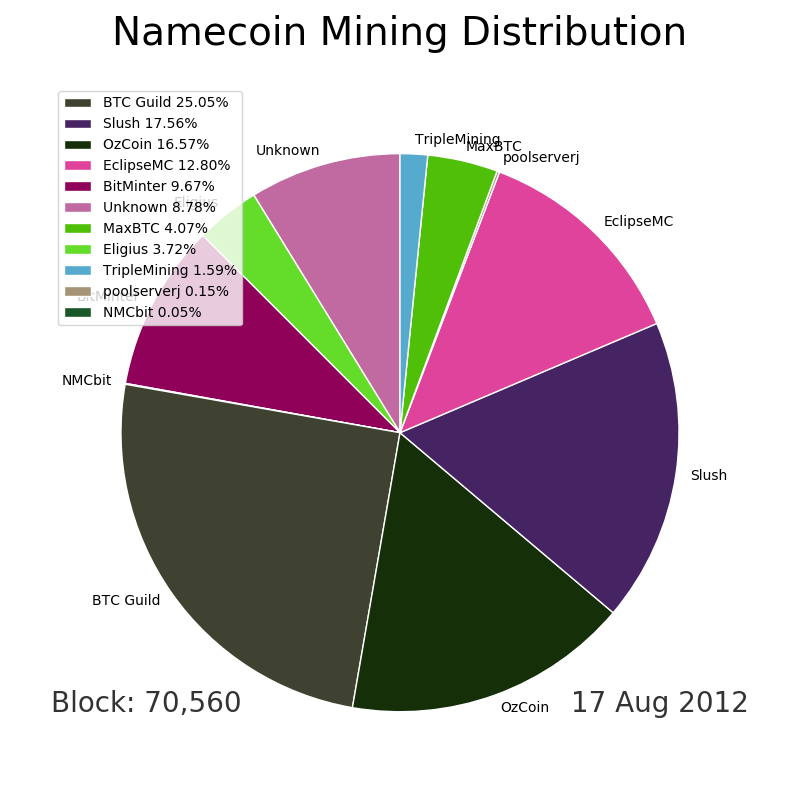 Namecoin Mining Distribution
BTC Guild 25.05%
Slush 17.56%
OzCoin 16.57%
EclipseMC 12.80%
BitMinter 9.67%
Unknown 8.78%
MaxBTC 4.07%
Eligius 3.72%
TripleMining 1.59%
poolserverj 0.15%
NMCbit 0.05%
TripleMining
MaxBTC
poolserverj
EclipseMC
Slush
OzCoin
BTC Guild
NMCbit
BitMinter
Eligius
Unknown
Block: 70,560
17 Aug 2012